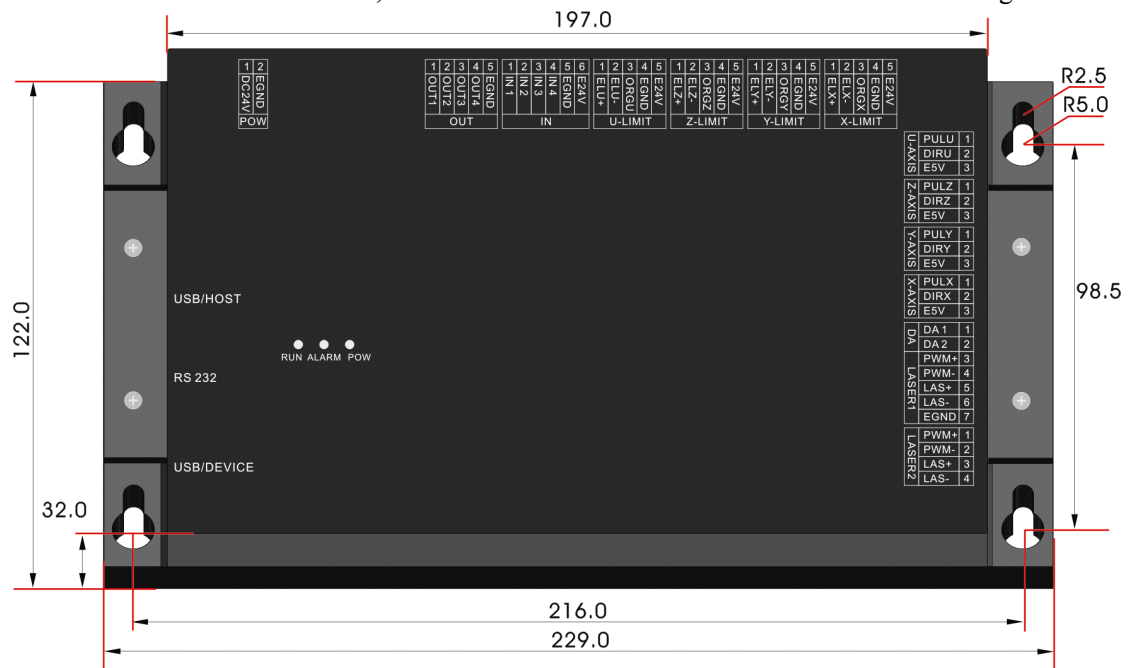 197.0
1 DC24V
2 EGND
POW
1 OUT1
2 OUT2
3 OUT3
4 OUT4
5 EGND
OUT
1 IN 1
2 IN 2
3 IN 3
4 IN 4
5 EGND
6 E24V
IN
1 ELU+
2 ELU-
3 ORGU
4 EGND
5 E24V
U-LIMIT
1 ELZ+
2 ELZ-
3 ORGZ
4 EGND
5 E24V
Z-LIMIT
1 ELY+
2 ELY-
3 ORGY
4 EGND
5 E24V
Y-LIMIT
1 ELX+
2 ELX-
3 ORGX
4 EGND
5 E24V
X-LIMIT
R2.5
R5.0
U-AXIS
PULU 1
DIRU 2
E5V 3
Z-AXIS
PULZ 1
DIRZ 2
E5V 3
Y-AXIS
PULY 1
DIRY 2
E5V 3
X-AXIS
PULX 1
DIRX 2
E5V 3
DA
DA 1 1
DA 2 2
LASER1
PWM+ 3
PWM- 4
LAS+ 5
LAS- 6
EGND 7
LASER2
PWM+ 1
PWM- 2
LAS+ 3
LAS- 4
98.5
122.0
USB/HOST
RUN ALARM POW
RS 232
USB/DEVICE
32.0
216.0
229.0